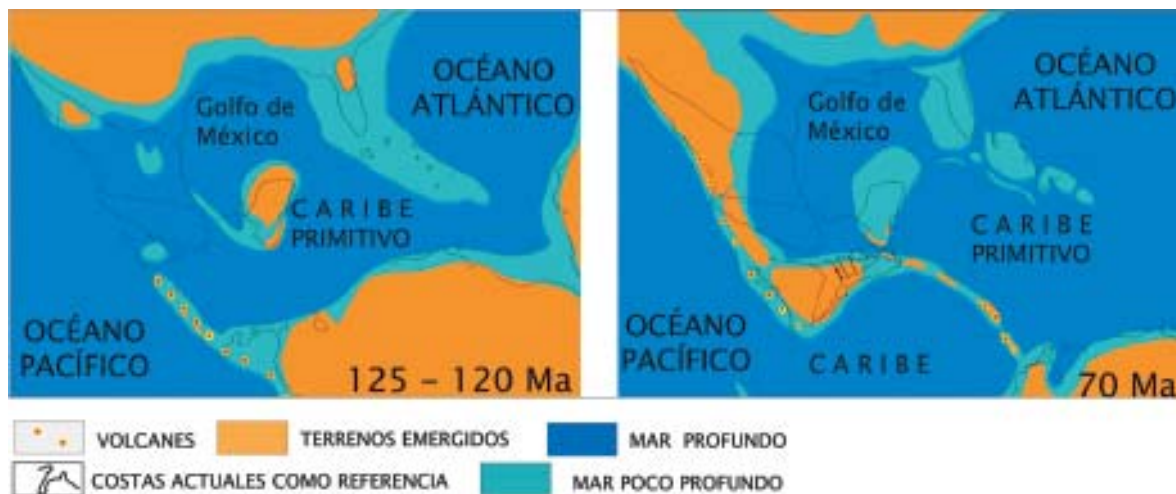 OCÉANO
ATLÁNTICO
Golfo de
México
CARIBE
PRIMITIVO
OCÉANO
PACÍFICO
125 - 120 Ma
OCÉANO
ATLÁNTICO
Golfo de
México
CARIBE
PRIMITIVO
OCÉANO
PACÍFICO
CARIBE
70 Ma
VOLCANES
TERRENOS EMERGIDOS
MAR PROFUNDO
COSTAS ACTUALES COMO REFERENCIA
MAR POCO PROFUNDO